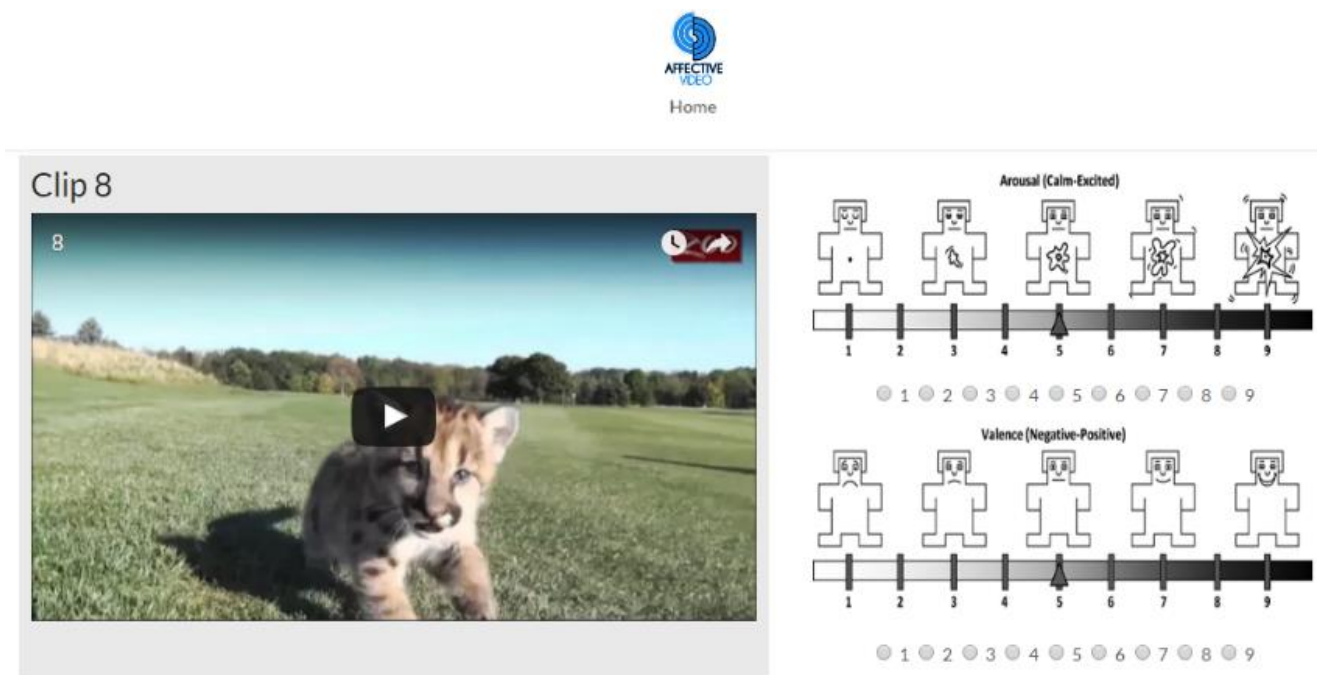 AFFECTIVE
VIDEO
Home
Clip 8
8
Arousal (Calm-Excited)
1 2 3 4 5 6 7 8 9
1 2 3 4 5 6 7 8 9
Valence (Negative-Positive)
1 2 3 4 5 6 7 8 9
1 2 3 4 5 6 7 8 9